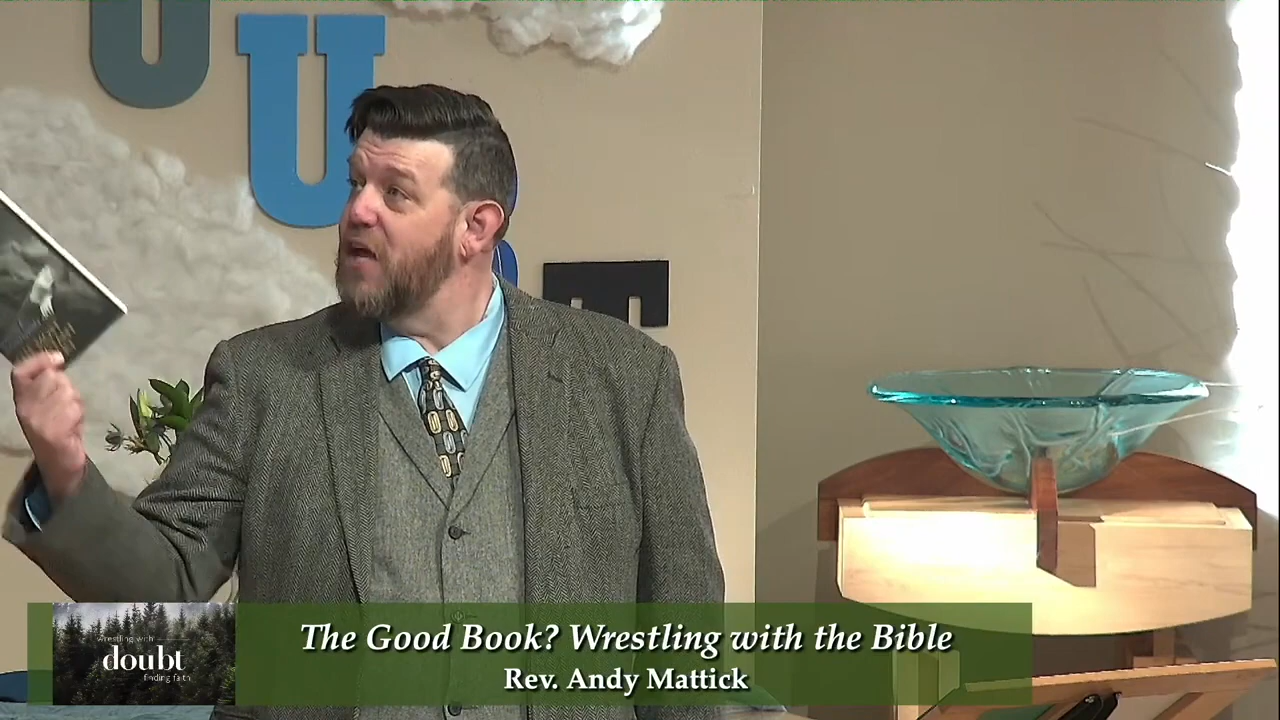 U
U
E
wrestling with
doubt
finding faith
The Good Book? Wrestling with the Bible
Rev. Andy Mattick